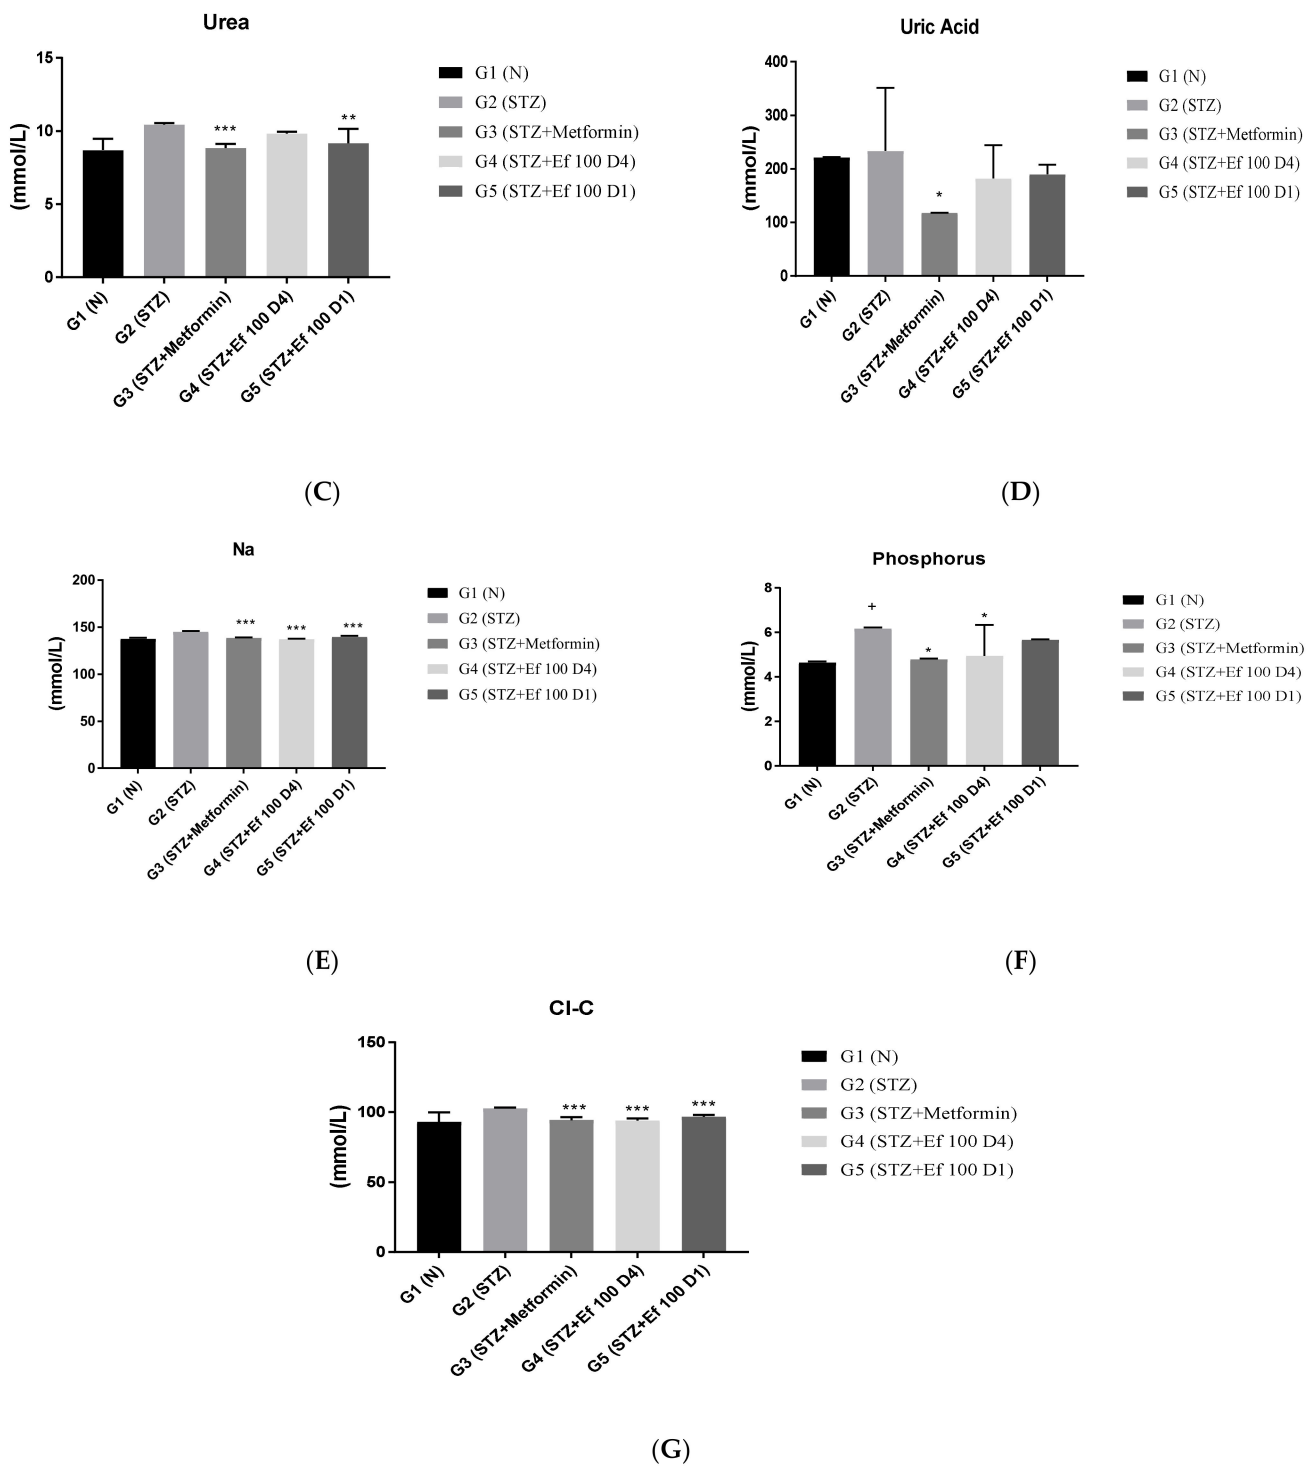 Urea
15
10
5
0
(mmol/L)
***
**
G1 (N)
G2 (STZ)
G3 (STZ+Metformin)
G4 (STZ+Ef 100 D4)
G5 (STZ+Ef 100 D1)
G1 (N)
G2 (STZ)
G3 (STZ+Metformin)
G4 (STZ+Ef 100 D4)
G5 (STZ+Ef 100 D1)
(C)
Uric Acid
400
300
200
100
0
(mmol/L)
*
G1 (N)
G2 (STZ)
G3 (STZ+Metformin)
G4 (STZ+Ef 100 D4)
G5 (STZ+Ef 100 D1)
G1 (N)
G2 (STZ)
G3 (STZ+Metformin)
G4 (STZ+Ef 100 D4)
G5 (STZ+Ef 100 D1)
(D)
Na
200
150
100
50
0
(mmol/L)
***
***
***
G1 (N)
G2 (STZ)
G3 (STZ+Metformin)
G4 (STZ+Ef 100 D4)
G5 (STZ+Ef 100 D1)
G1 (N)
G2 (STZ)
G3 (STZ+Metformin)
G4 (STZ+Ef 100 D4)
G5 (STZ+Ef 100 D1)
(E)
Phosphorus
8
6
4
2
0
(mmol/L)
+
*
*
G1 (N)
G2 (STZ)
G3 (STZ+Metformin)
G4 (STZ+Ef 100 D4)
G5 (STZ+Ef 100 D1)
G1 (N)
G2 (STZ)
G3 (STZ+Metformin)
G4 (STZ+Ef 100 D4)
G5 (STZ+Ef 100 D1)
(F)
CI-C
150
100
50
0
(mmol/L)
***
***
***
G1 (N)
G2 (STZ)
G3 (STZ+Metformin)
G4 (STZ+Ef 100 D4)
G5 (STZ+Ef 100 D1)
G1 (N)
G2 (STZ)
G3 (STZ+Metformin)
G4 (STZ+Ef 100 D4)
G5 (STZ+Ef 100 D1)
(G)